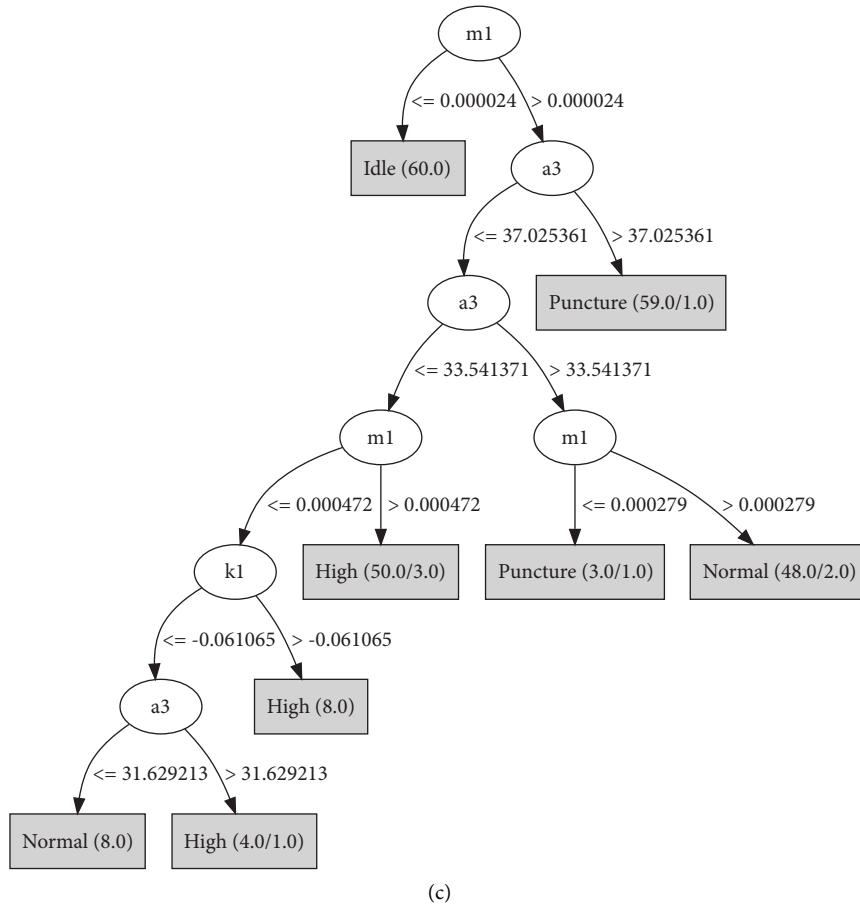 m1
<= 0.000024 > 0.000024
Idle (60.0) a3
<= 37.025361 > 37.025361
a3 Puncture (59.0/1.0)
<= 33.541371 > 33.541371
m1 m1
<= 0.000472 > 0.000472 <= 0.000279 > 0.000279
k1 High (50.0/3.0) Puncture (3.0/1.0) Normal (48.0/2.0)
<= -0.061065 > -0.061065
a3 High (8.0)
<= 31.629213 > 31.629213
Normal (8.0) High (4.0/1.0)
(c)